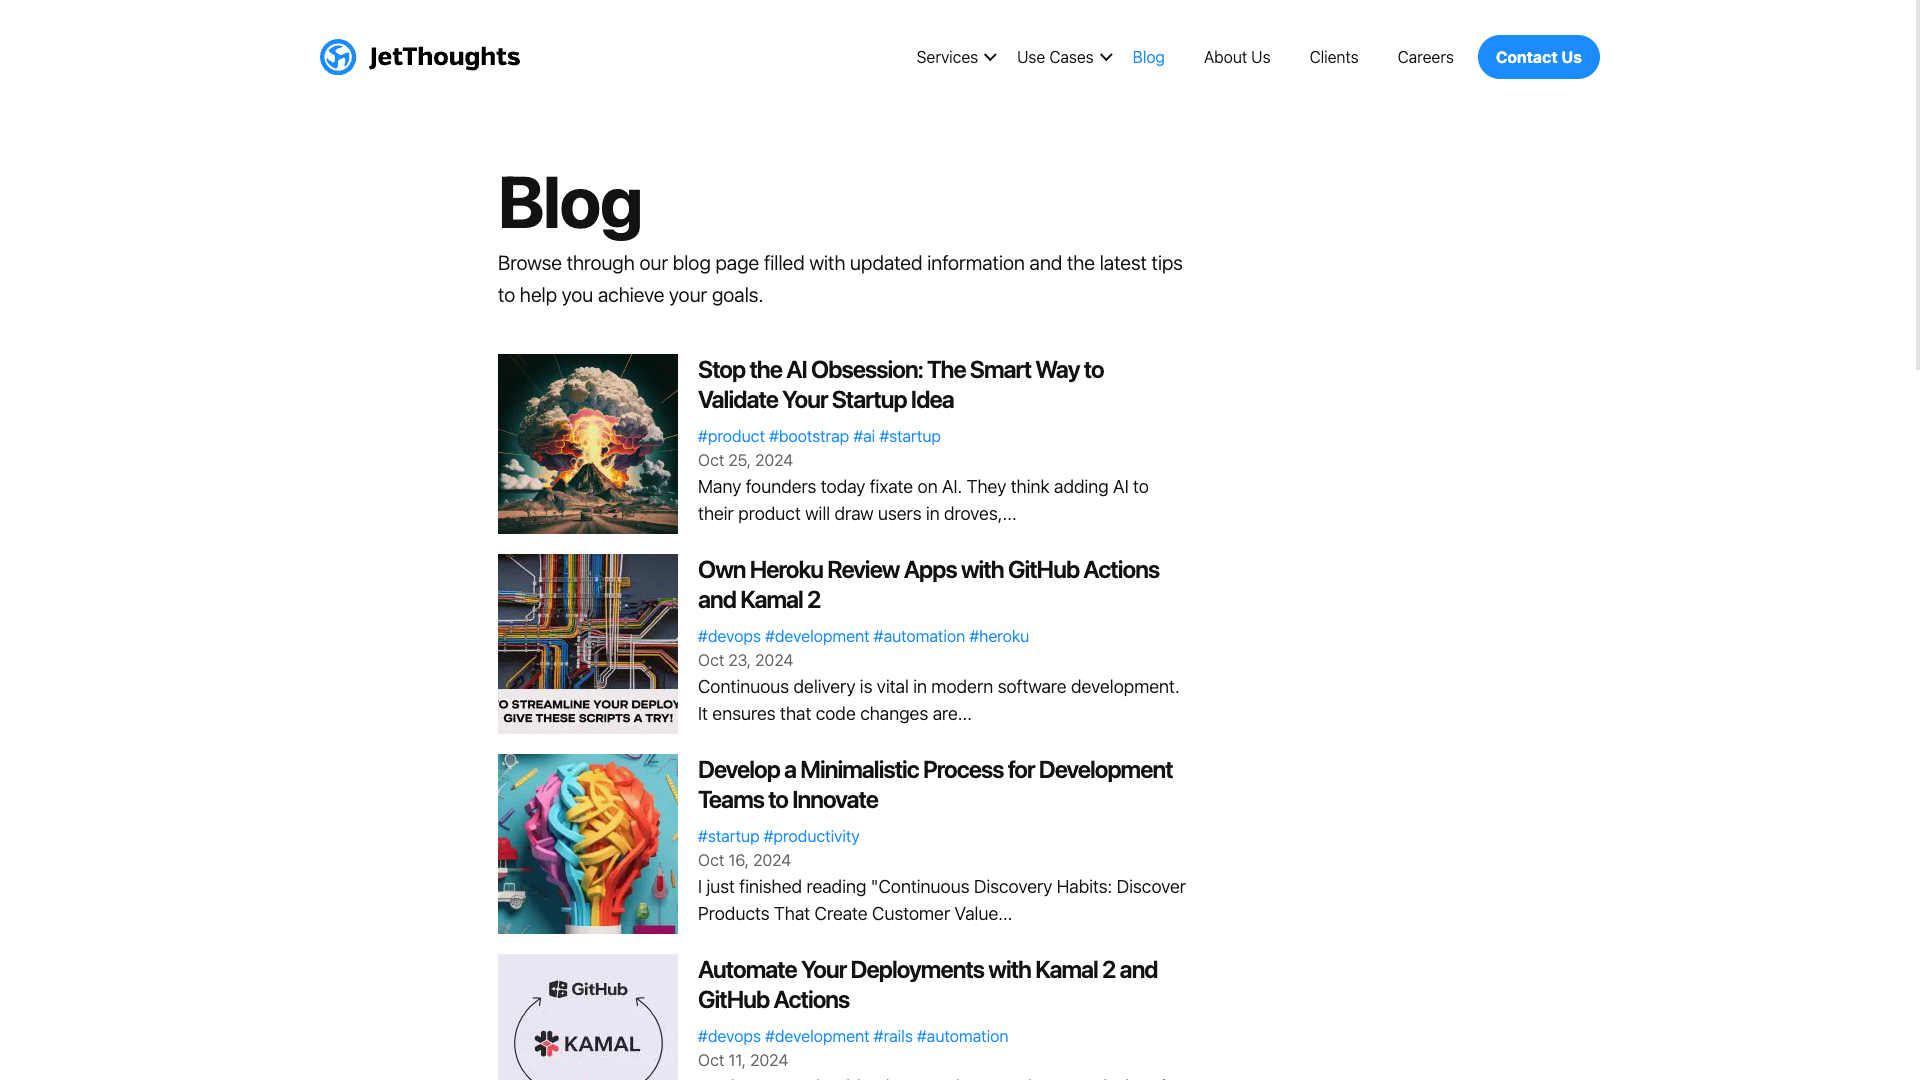 JetThoughts
Services
Use Cases
Blog
About Us
Clients
Careers
Contact Us
Blog
Browse through our blog page filled with updated information and the latest tips
to help you achieve your goals.
Stop the AI Obsession: The Smart Way to
Validate Your Startup Idea
#product #bootstrap #ai #startup
Oct 25, 2024
Many founders today fixate on AI. They think adding AI to
their product will draw users in droves,...
O STREAMLINE YOUR DEPLOY
GIVE THESE SCRIPTS A TRY!
Own Heroku Review Apps with GitHub Actions
and Kamal 2
#devops #development #automation #heroku
Oct 23, 2024
Continuous delivery is vital in modern software development.
It ensures that code changes are...
Develop a Minimalistic Process for Development
Teams to Innovate
#startup #productivity
Oct 16, 2024
I just finished reading "Continuous Discovery Habits: Discover
Products That Create Customer Value...
GitHub
KAMAL
Automate Your Deployments with Kamal 2 and
GitHub Actions
#devops #development #rails #automation
Oct 11, 2024